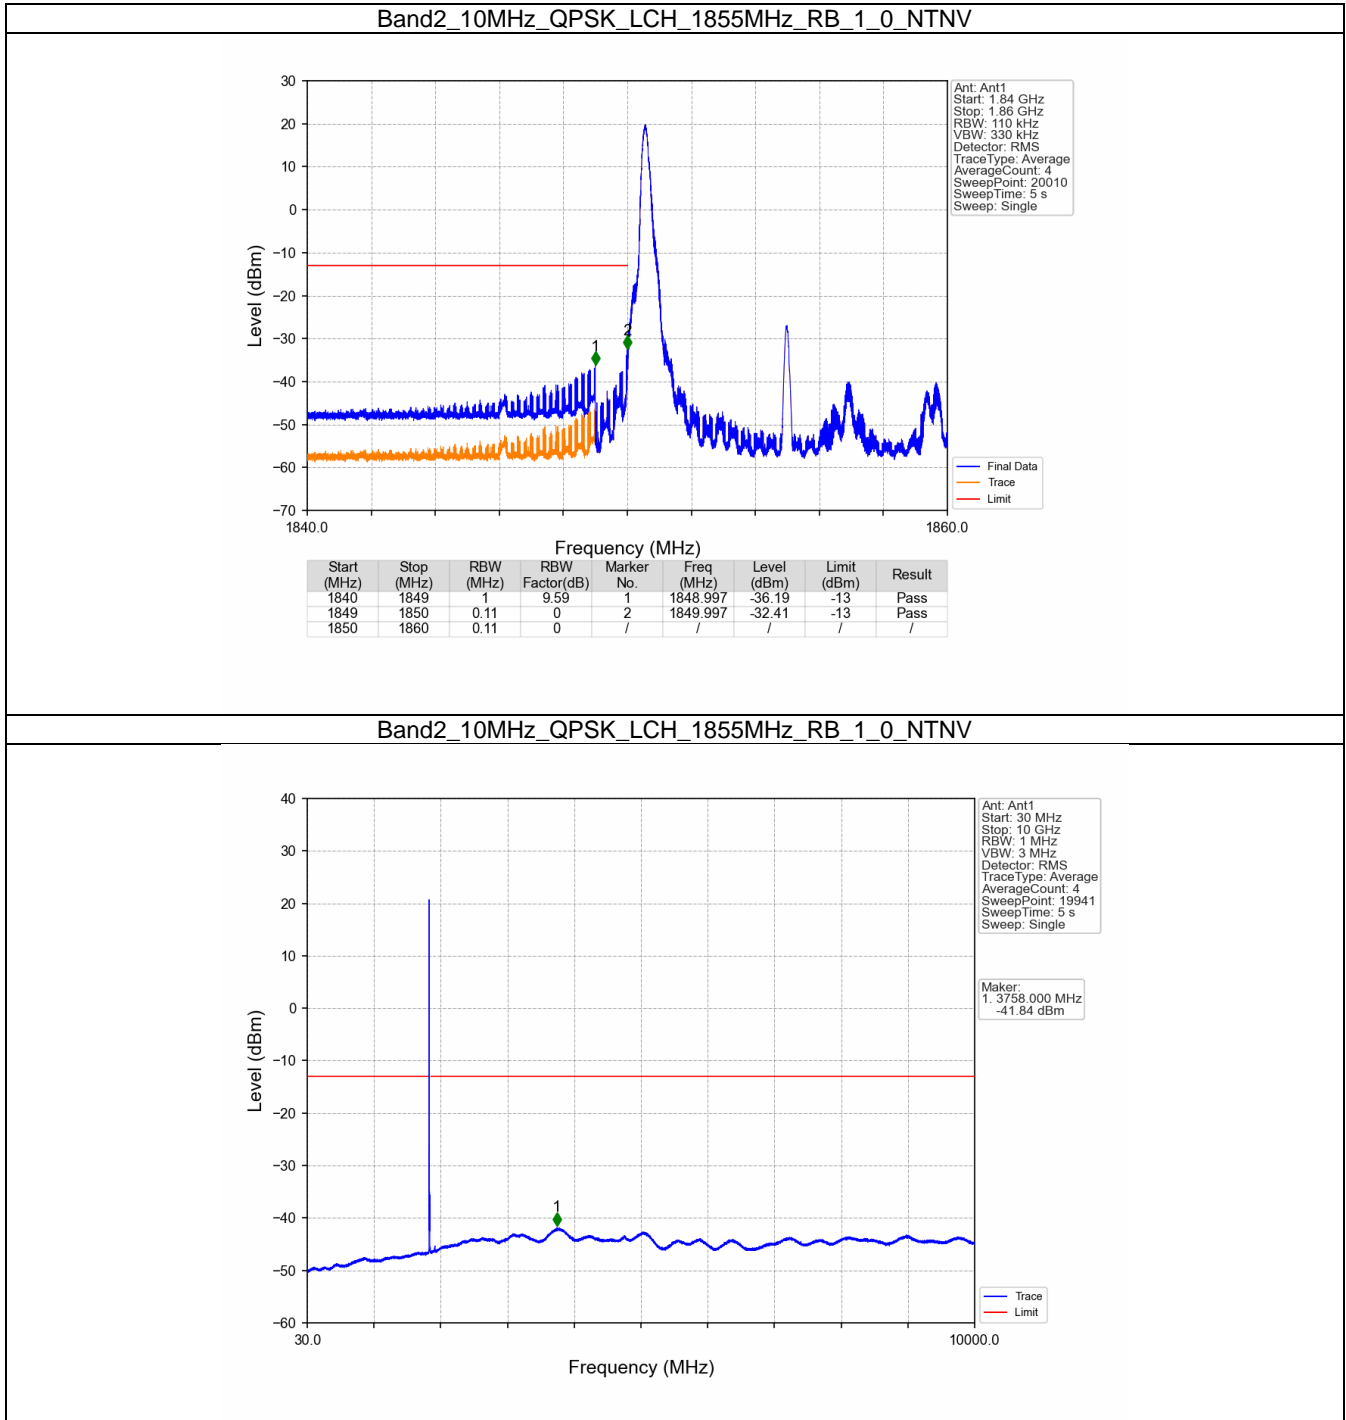 Band2_10MHz_QPSK_LCH_1855MHz_RB_1_0_NTNV
30
20
10
0
−10
−20
−30
−40
−50
−60
−70
Level (dBm)
1
2
1840.0
1860.0
Frequency (MHz)
Ant: Ant1
Start: 1.84 GHz
Stop: 1.86 GHz
RBW: 110 kHz
VBW: 330 kHz
Detector: RMS
TraceType: Average
AverageCount: 4
SweepPoint: 20010
SweepTime: 5 s
Sweep: Single
Final Data
Trace
Limit
Start (MHz) Stop (MHz) RBW (MHz) RBW Factor(dB) Marker No. Freq (MHz) Level (dBm) Limit (dBm) Result
1840 1849 1 9.59 1 1848.997 -36.19 -13 Pass
1849 1850 0.11 0 2 1849.997 -32.41 -13 Pass
1850 1860 0.11 0 / / / / /
Band2_10MHz_QPSK_LCH_1855MHz_RB_1_0_NTNV
40
30
20
10
0
−10
−20
−30
−40
−50
−60
Level (dBm)
1
30.0
10000.0
Frequency (MHz)
Ant: Ant1
Start: 30 MHz
Stop: 10 GHz
RBW: 1 MHz
VBW: 3 MHz
Detector: RMS
TraceType: Average
AverageCount: 4
SweepPoint: 19941
SweepTime: 5 s
Sweep: Single
Maker:
1. 3758.000 MHz
-41.84 dBm
Trace
Limit